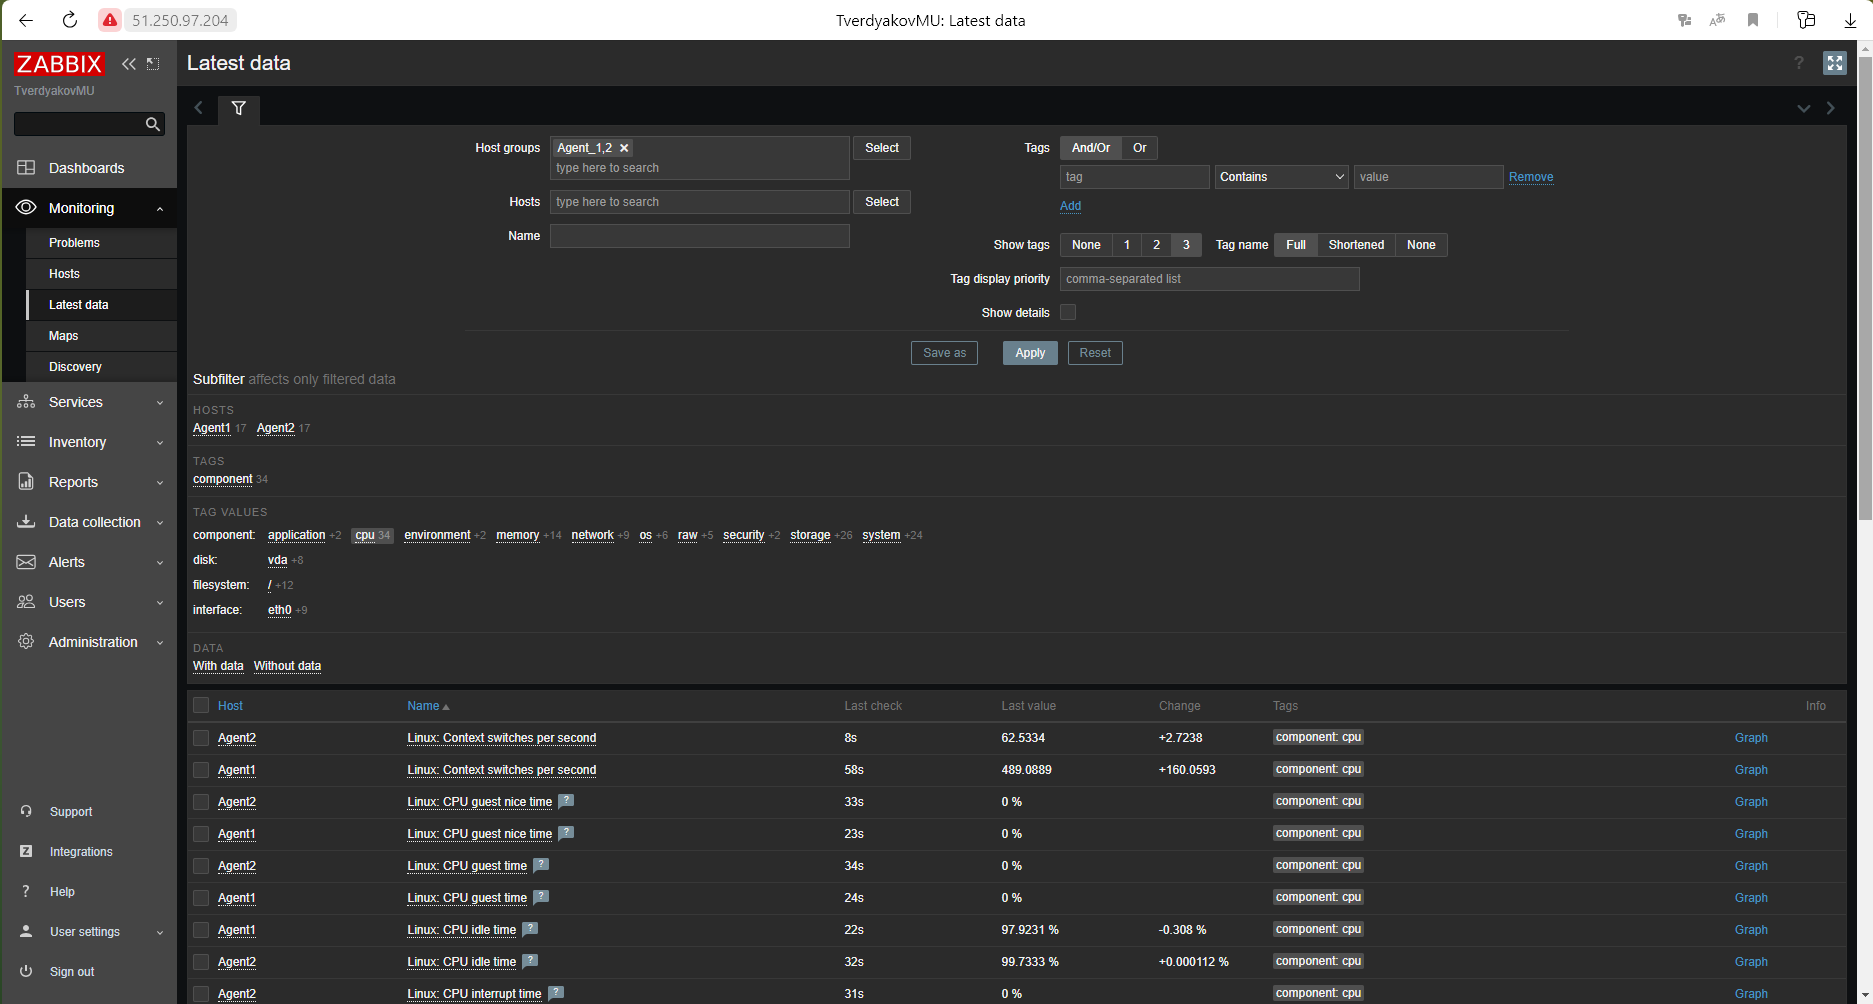 51.250.97.204
TverdyakovMU: Latest data
ZABBIX
TverdyakovMU
Dashboards
Monitoring
Problems
Hosts
Latest data
Maps
Discovery
Services
Inventory
Reports
Data collection
Alerts
Users
Administration
Support
Integrations
Help
User settings
Sign out
Latest data
Host groups Agent_1,2 Select
type here to search
Hosts type here to search Select
Name
Tags And/Or Or
tag Contains value Remove
Add
Show tags None 1 2 3 Tag name Full Shortened None
Tag display priority comma-separated list
Show details
Save as Apply Reset
Subfilter affects only filtered data
HOSTS
Agent1 17 Agent2 17
TAGS
component 34
TAG VALUES
component: application +2 cpu 34 environment +2 memory +14 network +9 os +6 raw +5 security +2 storage +26 system +24
disk: vda +8
filesystem: / +12
interface: eth0 +9
DATA
With data Without data
Host Name Last check Last value Change Tags Info
Agent2 Linux: Context switches per second 8s 62.5334 +2.7238 component: cpu Graph
Agent1 Linux: Context switches per second 58s 489.0889 +160.0593 component: cpu Graph
Agent2 Linux: CPU guest nice time ? 33s 0 % component: cpu Graph
Agent1 Linux: CPU guest nice time ? 23s 0 % component: cpu Graph
Agent2 Linux: CPU guest time ? 34s 0 % component: cpu Graph
Agent1 Linux: CPU guest time ? 24s 0 % component: cpu Graph
Agent1 Linux: CPU idle time ? 22s 97.9231 % -0.308 % component: cpu Graph
Agent2 Linux: CPU idle time ? 32s 99.7333 % +0.000112 % component: cpu Graph
Agent2 Linux: CPU interrupt time ? 31s 0 % component: cpu Graph